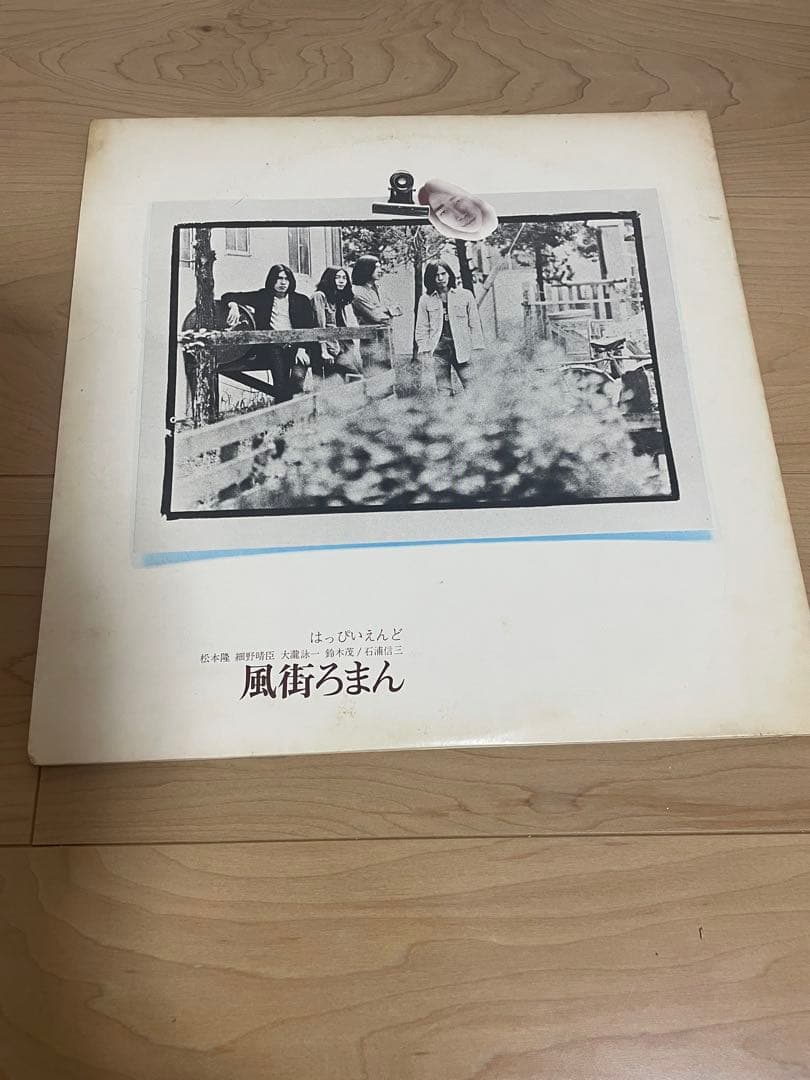 はっぴいえんど
松本隆 細野晴臣 大瀧詠一 鈴木茂/石浦信三
風街ろまん